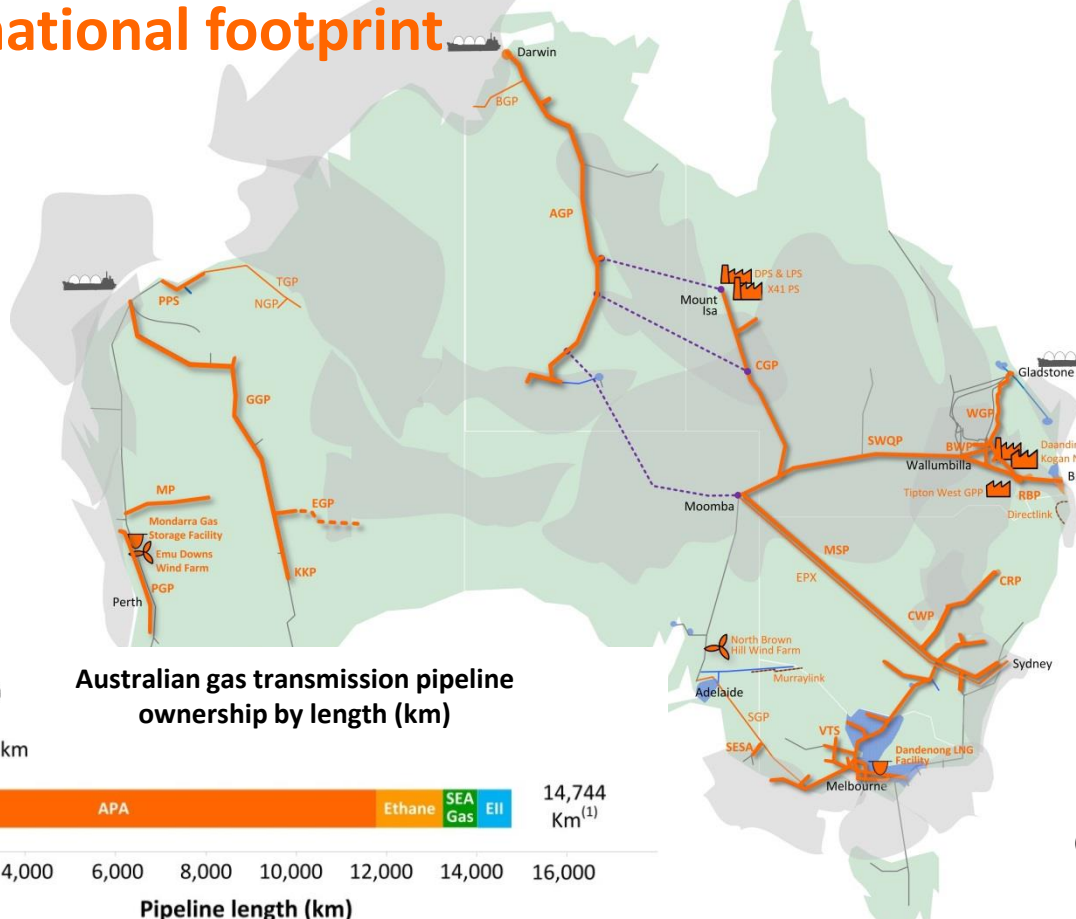 national footprint
Darwin
BGP
AGP
DPS & LPS
X41 PS
Mount
Isa
TGP
NGP
PPS
CGP
Gladstone
GGP
WGP
SWQP
BWP
Wallumbilla
Kogan
Tipton West GPP
RBP
Directlink
MP
EGP
Moomba
Mondarra Gas
Storage Facility
Emu Downs
Wind Farm
MSP
EPX
KKP
PGP
CRP
Perth
CWP
North Brown
Hill Wind Farm
Sydney
Murraylink
Adelaide
SGP
VTS
SESA
Dandenong LNG
Facility
Melbourne
Australian gas transmission pipeline
ownership by length (km)
km
APA
Ethane
SEA
Gas
EII
14,744
Km(1)
4,000 6,000 8,000 10,000 12,000 14,000 16,000
Pipeline length (km)